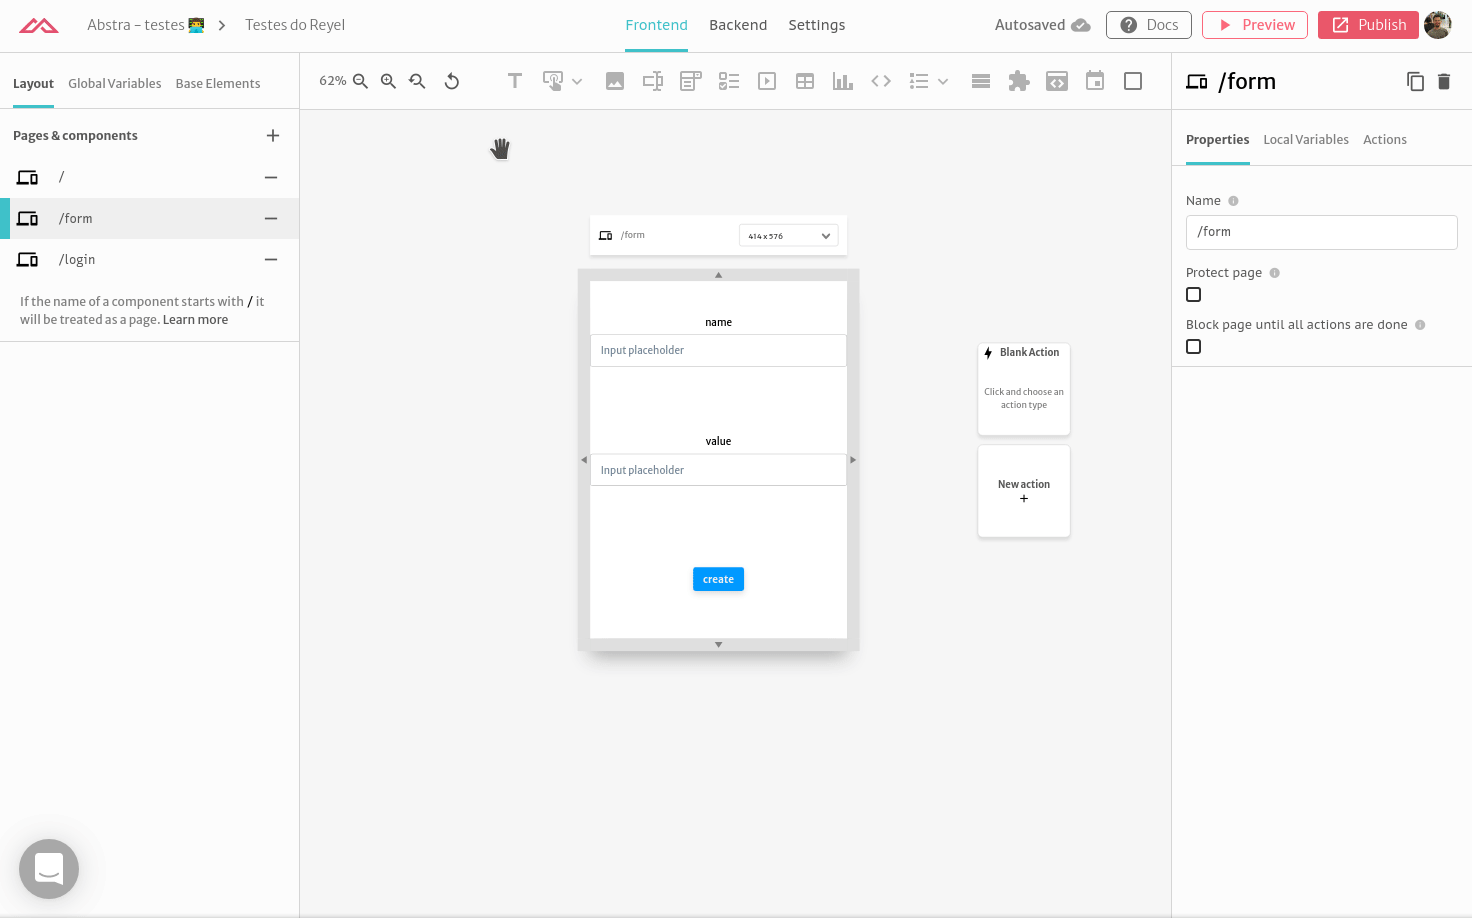 Abstra – testes 👨‍💻 > Testes do Reyel
Frontend Backend Settings
Autosaved Docs Preview Publish
Layout Global Variables Base Elements
Pages & components
/
/form
/login
If the name of a component starts with / it
will be treated as a page. Learn more
62%
/form
414 x 576
name
Input placeholder
value
Input placeholder
create
Blank Action
Click and choose an
action type
New action
+
/form
Properties Local Variables Actions
Name
/form
Protect page
Block page until all actions are done